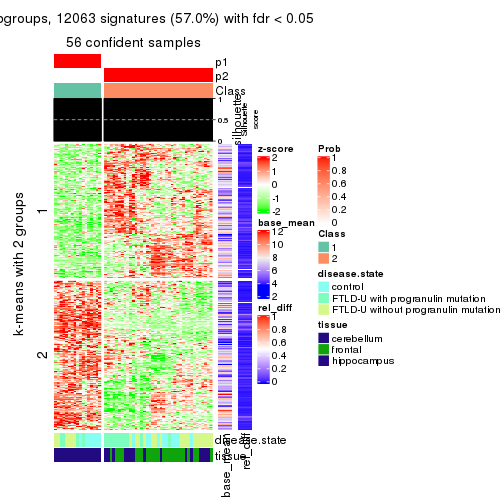 ogroups, 12063 signatures (57.0%) with fdr < 0.05
56 confident samples
p1
p2
Class
1
0.5
0
silhouette
Silhouette
score
k-means with 2 groups
1
2
z-score
2
1
0
-1
-2
base_mean
12
10
8
6
4
2
rel_diff
1
0.8
0.6
0.4
0.2
0
Prob
1
0.8
0.6
0.4
0.2
0
Class
1
2
disease.state
control
FTLD-U with progranulin mutation
FTLD-U without progranulin mutation
tissue
cerebellum
frontal
hippocampus
disease.state
tissue
base_mean
rel_diff